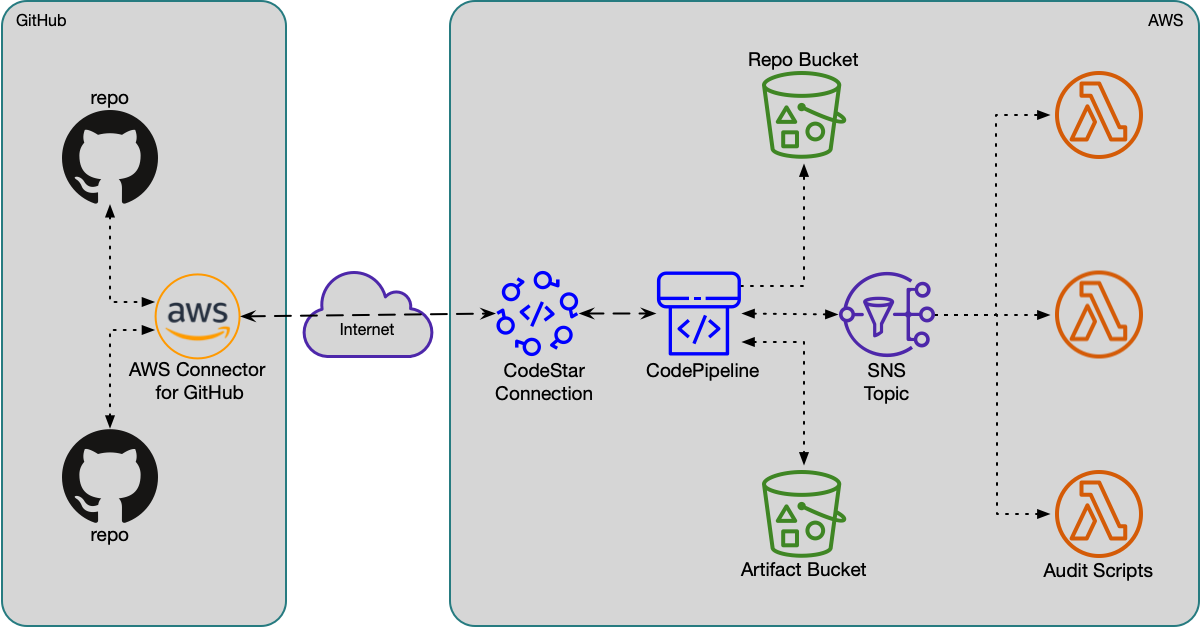 GitHub
AWS
repo
aws
AWS Connector
for GitHub
repo
Internet
</>
CodeStar
Connection
</>
CodePipeline
Repo Bucket
SNS
Topic
Artifact Bucket
Audit Scripts